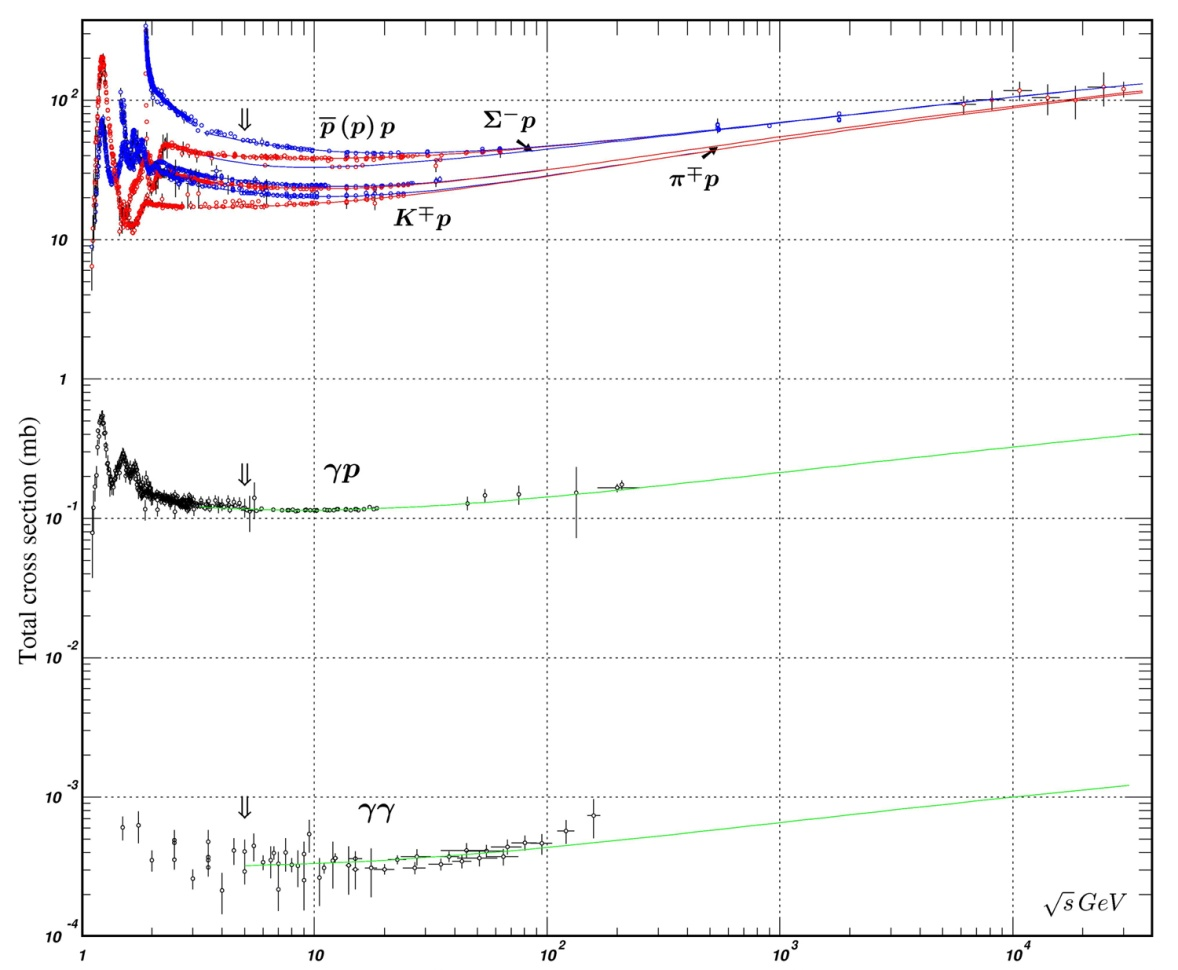 10²
⇓
p̅ (p) p
Σ⁻p
π∓p
K∓p
10
1
Total cross section (mb)
⇓
γp
10⁻¹
10⁻²
10⁻³
⇓
γγ
√s GeV
10⁻⁴
1
10
10²
10³
10⁴